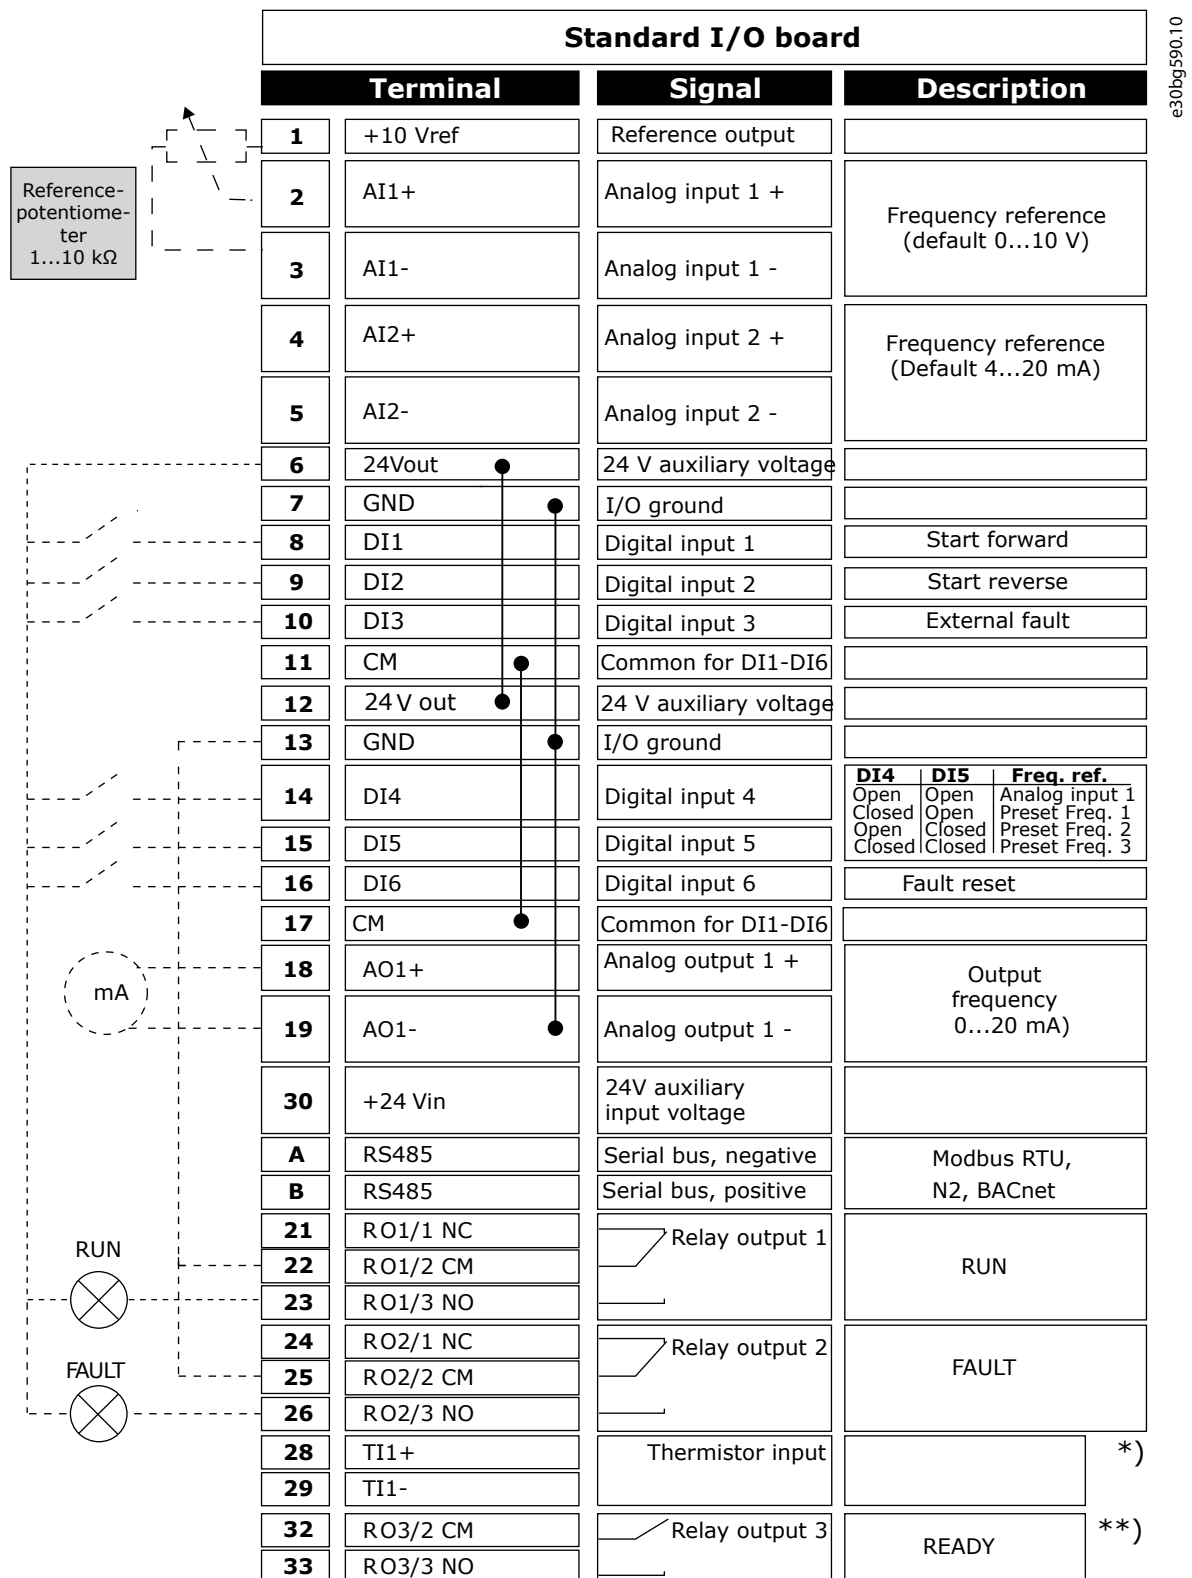 Standard I/O board
e30bg590.10
Terminal Signal Description
1 +10 Vref Reference output
Reference-
potentiome-
ter
1...10 kΩ
2 AI1+ Analog input 1 +
Frequency reference
(default 0...10 V)
3 AI1- Analog input 1 -
4 AI2+ Analog input 2 +
Frequency reference
(Default 4...20 mA)
5 AI2- Analog input 2 -
6 24Vout 24 V auxiliary voltage
7 GND I/O ground
8 DI1 Digital input 1 Start forward
9 DI2 Digital input 2 Start reverse
10 DI3 Digital input 3 External fault
11 CM Common for DI1-DI6
12 24 V out 24 V auxiliary voltage
13 GND I/O ground
14 DI4 Digital input 4
DI4 DI5 Freq. ref.
Open Open Analog input 1
Closed Open Preset Freq. 1
Open Closed Preset Freq. 2
Closed Closed Preset Freq. 3
15 DI5 Digital input 5
16 DI6 Digital input 6 Fault reset
17 CM Common for DI1-DI6
18 AO1+ Analog output 1 +
mA
Output
frequency
0...20 mA)
19 AO1- Analog output 1 -
30 +24 Vin
24V auxiliary
input voltage
A RS485 Serial bus, negative
Modbus RTU,
N2, BACnet
B RS485 Serial bus, positive
21 RO1/1 NC Relay output 1
RUN
22 RO1/2 CM RUN
23 RO1/3 NO
24 RO2/1 NC Relay output 2
FAULT
25 RO2/2 CM FAULT
26 RO2/3 NO
28 TI1+ Thermistor input *)
29 TI1-
32 RO3/2 CM Relay output 3 READY **)
33 RO3/3 NO